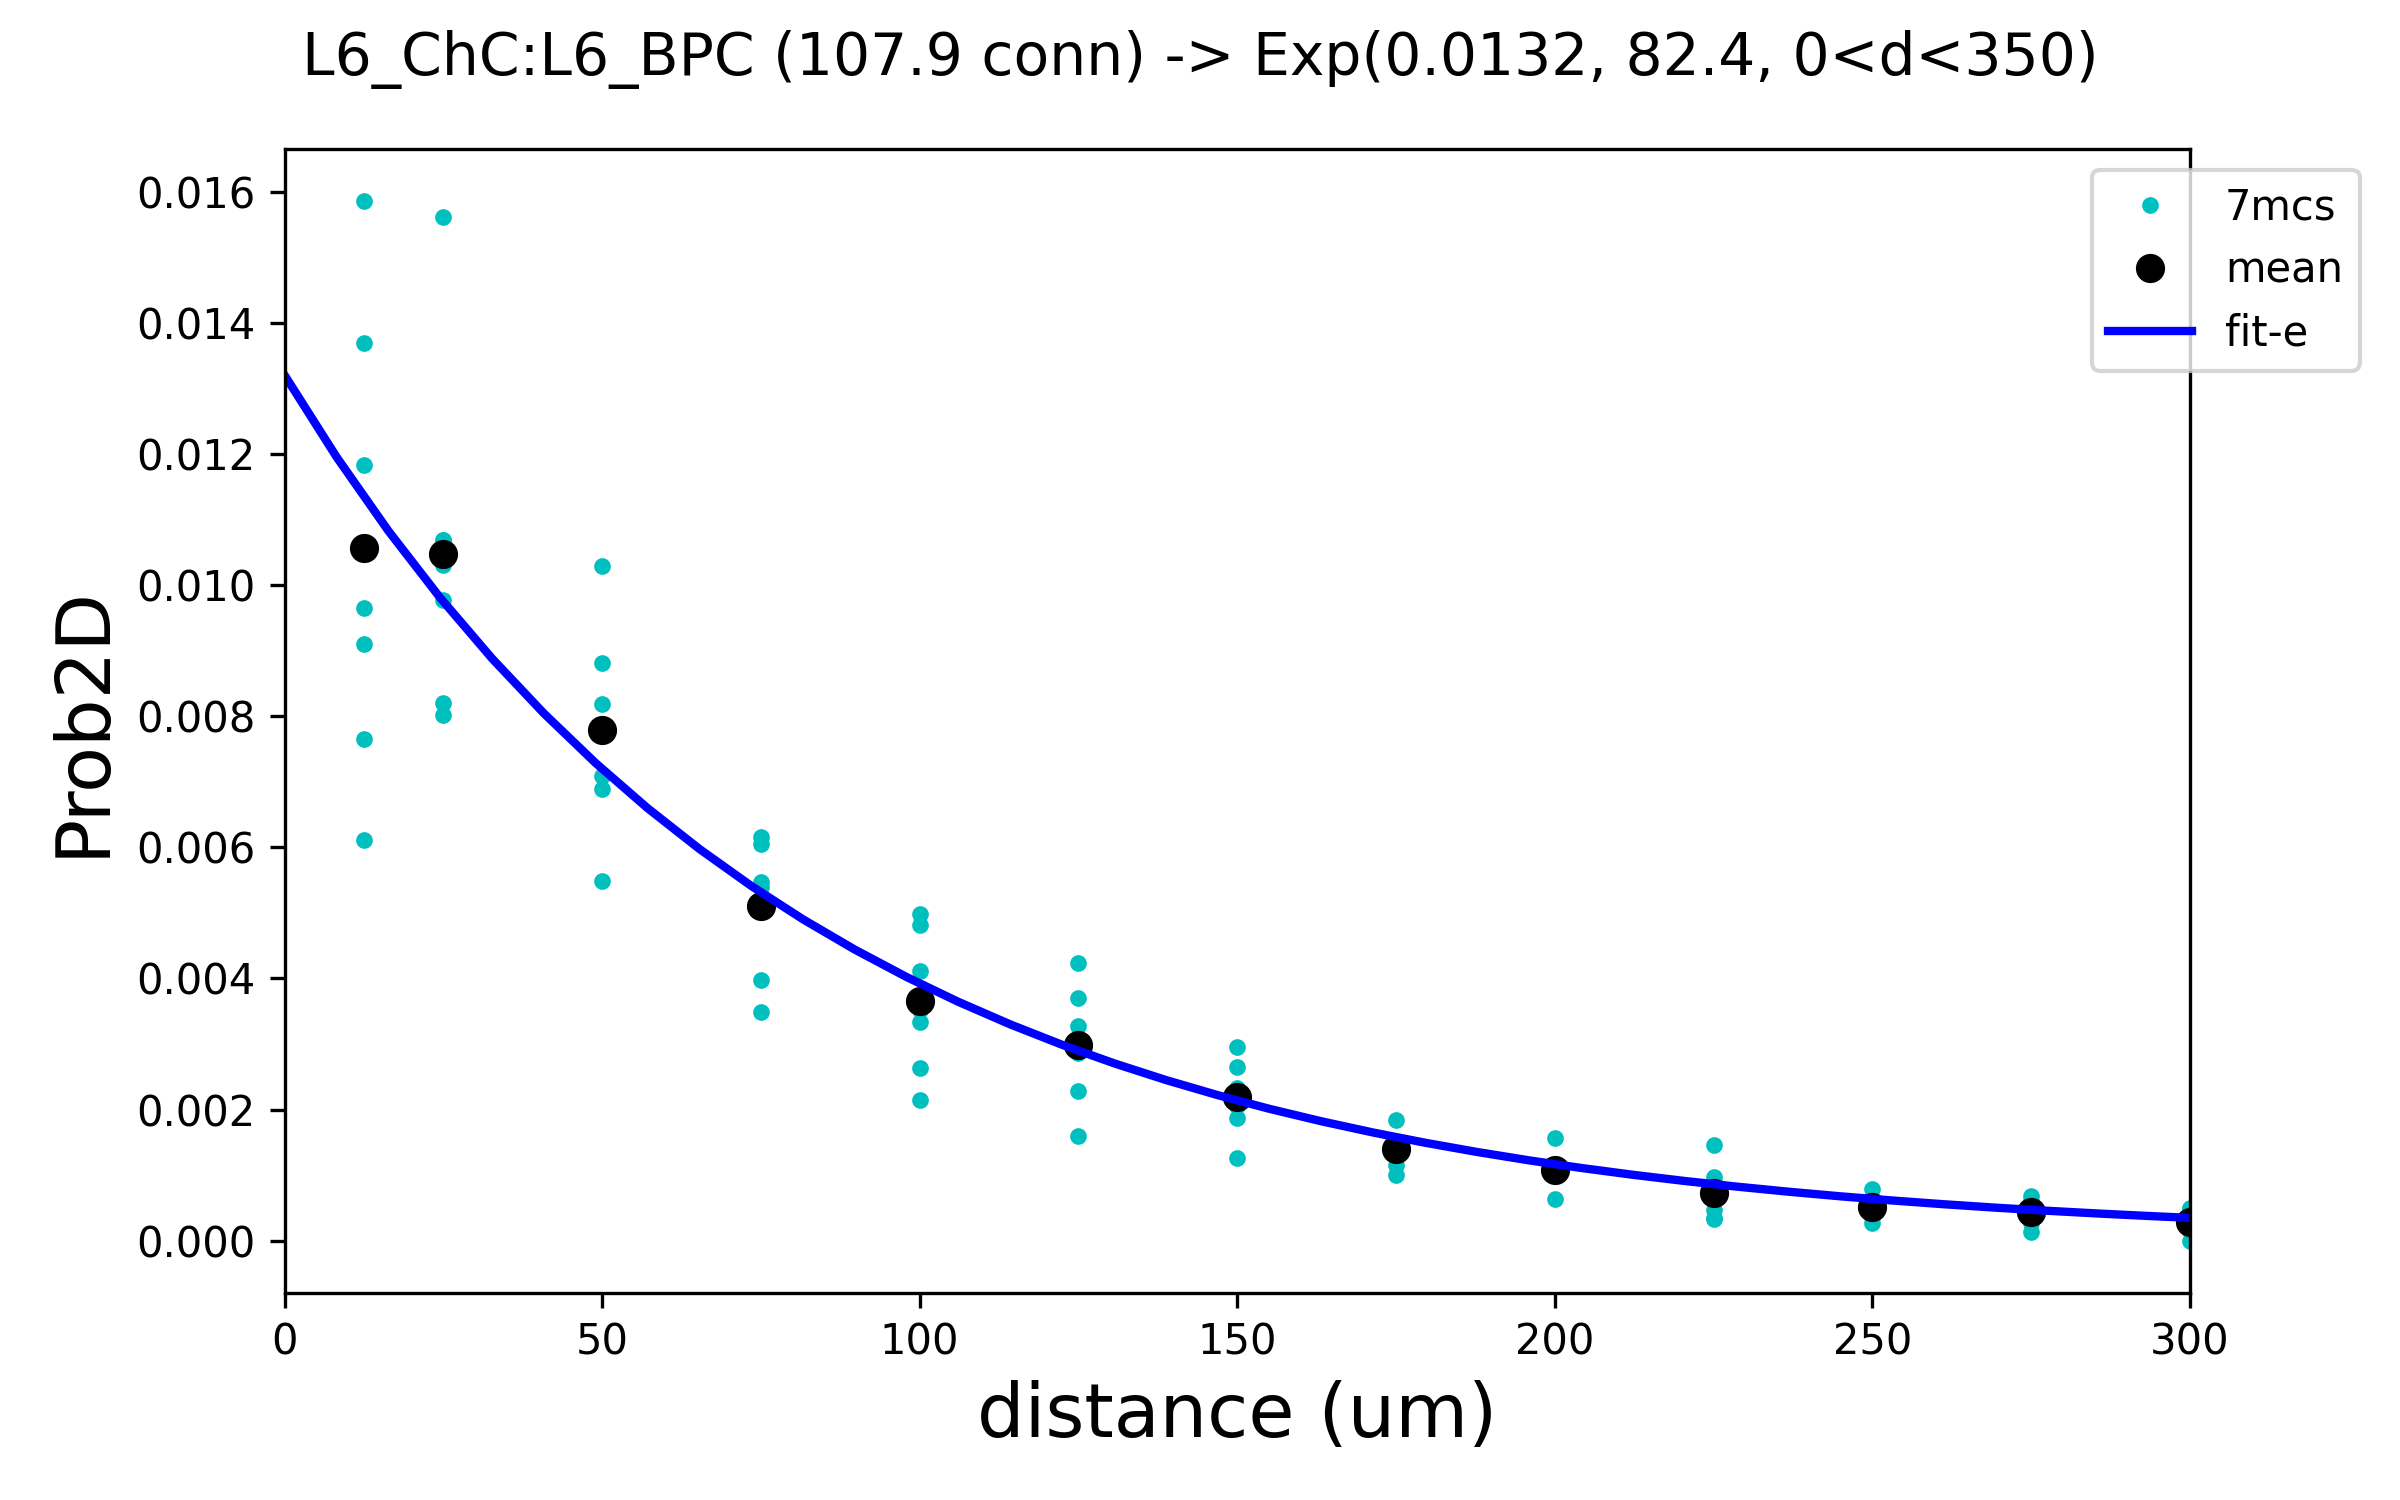 L6_ChC:L6_BPC (107.9 conn) -> Exp(0.0132, 82.4, 0<d<350)
0.016
0.014
0.012
0.010
0.008
0.006
0.004
0.002
0.000
Prob2D
0 50 100 150 200 250 300
distance (um)
7mcs
mean
fit-e